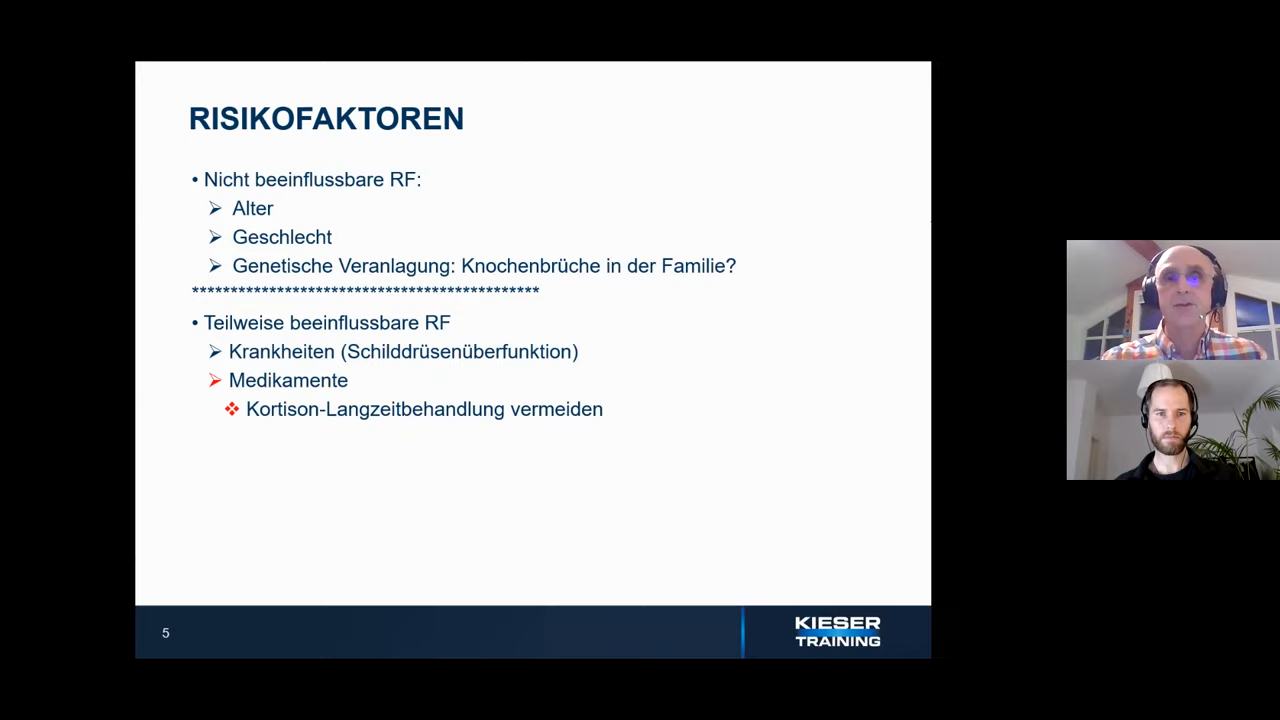 RISIKOFAKTOREN
• Nicht beeinflussbare RF:
➢ Alter
➢ Geschlecht
➢ Genetische Veranlagung: Knochenbrüche in der Familie?
*********************************************
• Teilweise beeinflussbare RF
➢ Krankheiten (Schilddrüsenüberfunktion)
➢ Medikamente
❖ Kortison-Langzeitbehandlung vermeiden
5
KIESER
TRAINING